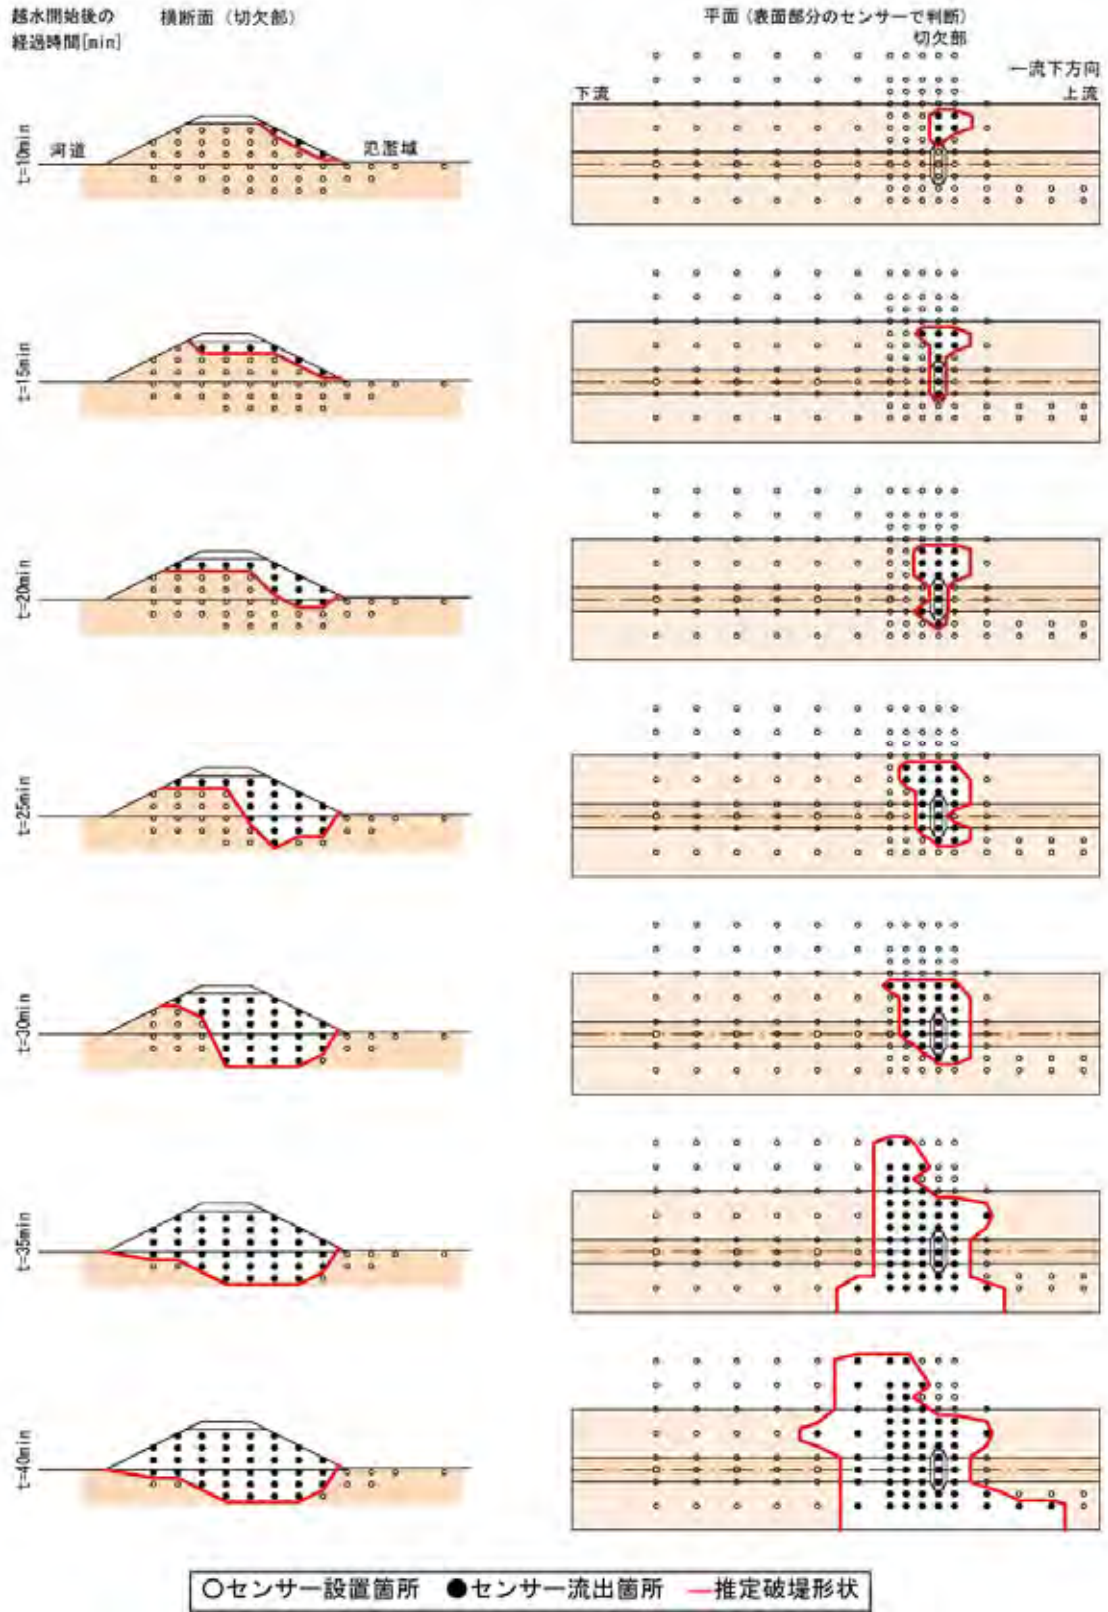 越水開始後の
経過時間[min]
横断面（切欠部）
平面（表面部分のセンサーで判断）
切欠部
←流下方向
下流
上流
t=10min
河道
氾濫域
t=15min
t=20min
t=25min
t=30min
t=35min
t=40min
○センサー設置箇所 ●センサー流出箇所 ―推定破堤形状